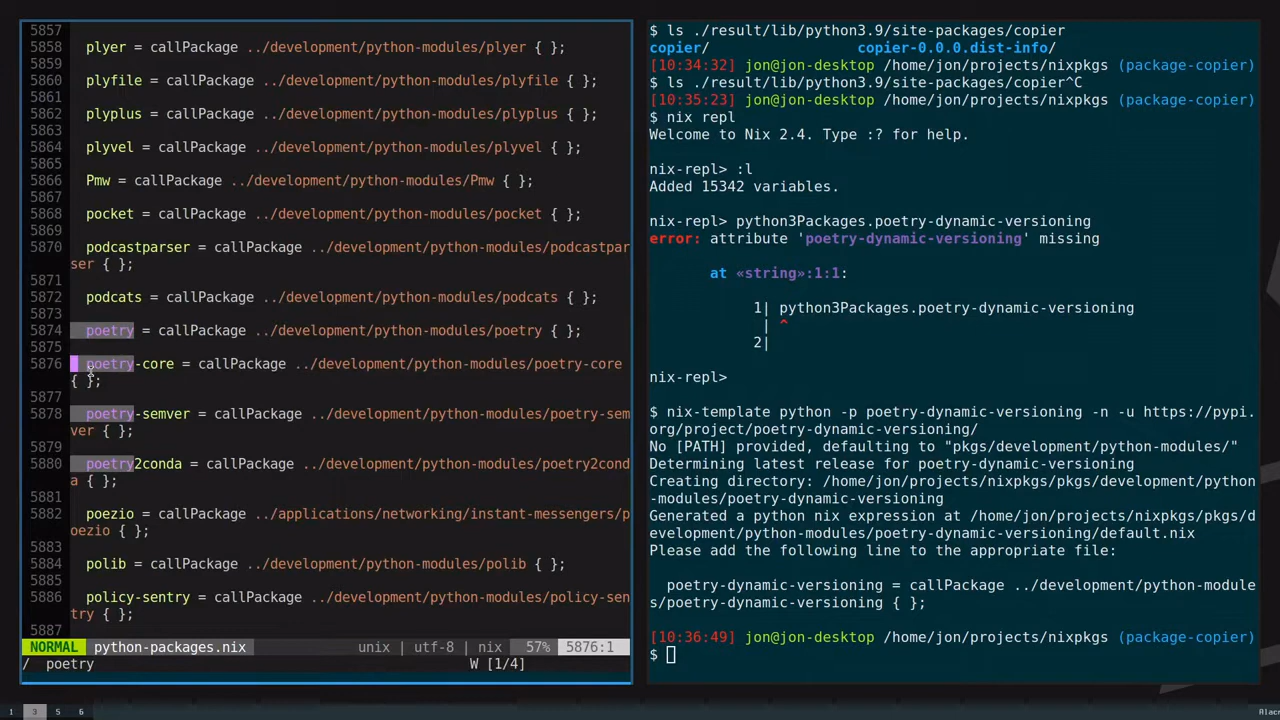 5857
5858   plyer = callPackage ../development/python-modules/plyer { };
5859
5860   plyfile = callPackage ../development/python-modules/plyfile { };
5861
5862   plyplus = callPackage ../development/python-modules/plyplus { };
5863
5864   plyvel = callPackage ../development/python-modules/plyvel { };
5865
5866   Pmw = callPackage ../development/python-modules/Pmw { };
5867
5868   pocket = callPackage ../development/python-modules/pocket { };
5869
5870   podcastparser = callPackage ../development/python-modules/podcastpar
ser { };
5871
5872   podcats = callPackage ../development/python-modules/podcats { };
5873
5874   poetry = callPackage ../development/python-modules/poetry { };
5875
5876   poetry-core = callPackage ../development/python-modules/poetry-core
{ };
5877
5878   poetry-semver = callPackage ../development/python-modules/poetry-sem
ver { };
5879
5880   poetry2conda = callPackage ../development/python-modules/poetry2cond
a { };
5881
5882   poezio = callPackage ../applications/networking/instant-messengers/p
oezio { };
5883
5884   polib = callPackage ../development/python-modules/polib { };
5885
5886   policy-sentry = callPackage ../development/python-modules/policy-sen
try { };
5887
NORMAL python-packages.nix unix | utf-8 | nix 57% 5876:1
/  poetry W [1/4]
$ ls ./result/lib/python3.9/site-packages/copier
copier/ copier-0.0.0.dist-info/
[10:34:32] jon@jon-desktop /home/jon/projects/nixpkgs (package-copier)
$ ls ./result/lib/python3.9/site-packages/copier^C
[10:35:23] jon@jon-desktop /home/jon/projects/nixpkgs (package-copier)
$ nix repl
Welcome to Nix 2.4. Type :? for help.
nix-repl> :l
Added 15342 variables.
nix-repl> python3Packages.poetry-dynamic-versioning
error: attribute 'poetry-dynamic-versioning' missing
at «string»:1:1:
1| python3Packages.poetry-dynamic-versioning
| ^
2|
nix-repl>
$ nix-template python -p poetry-dynamic-versioning -n -u https://pypi.
org/project/poetry-dynamic-versioning/
No [PATH] provided, defaulting to "pkgs/development/python-modules/"
Determining latest release for poetry-dynamic-versioning
Creating directory: /home/jon/projects/nixpkgs/pkgs/development/python
-modules/poetry-dynamic-versioning
Generated a python nix expression at /home/jon/projects/nixpkgs/pkgs/d
evelopment/python-modules/poetry-dynamic-versioning/default.nix
Please add the following line to the appropriate file:
poetry-dynamic-versioning = callPackage ../development/python-module
s/poetry-dynamic-versioning { };
[10:36:49] jon@jon-desktop /home/jon/projects/nixpkgs (package-copier)
$
1 3 5 6 Alacr